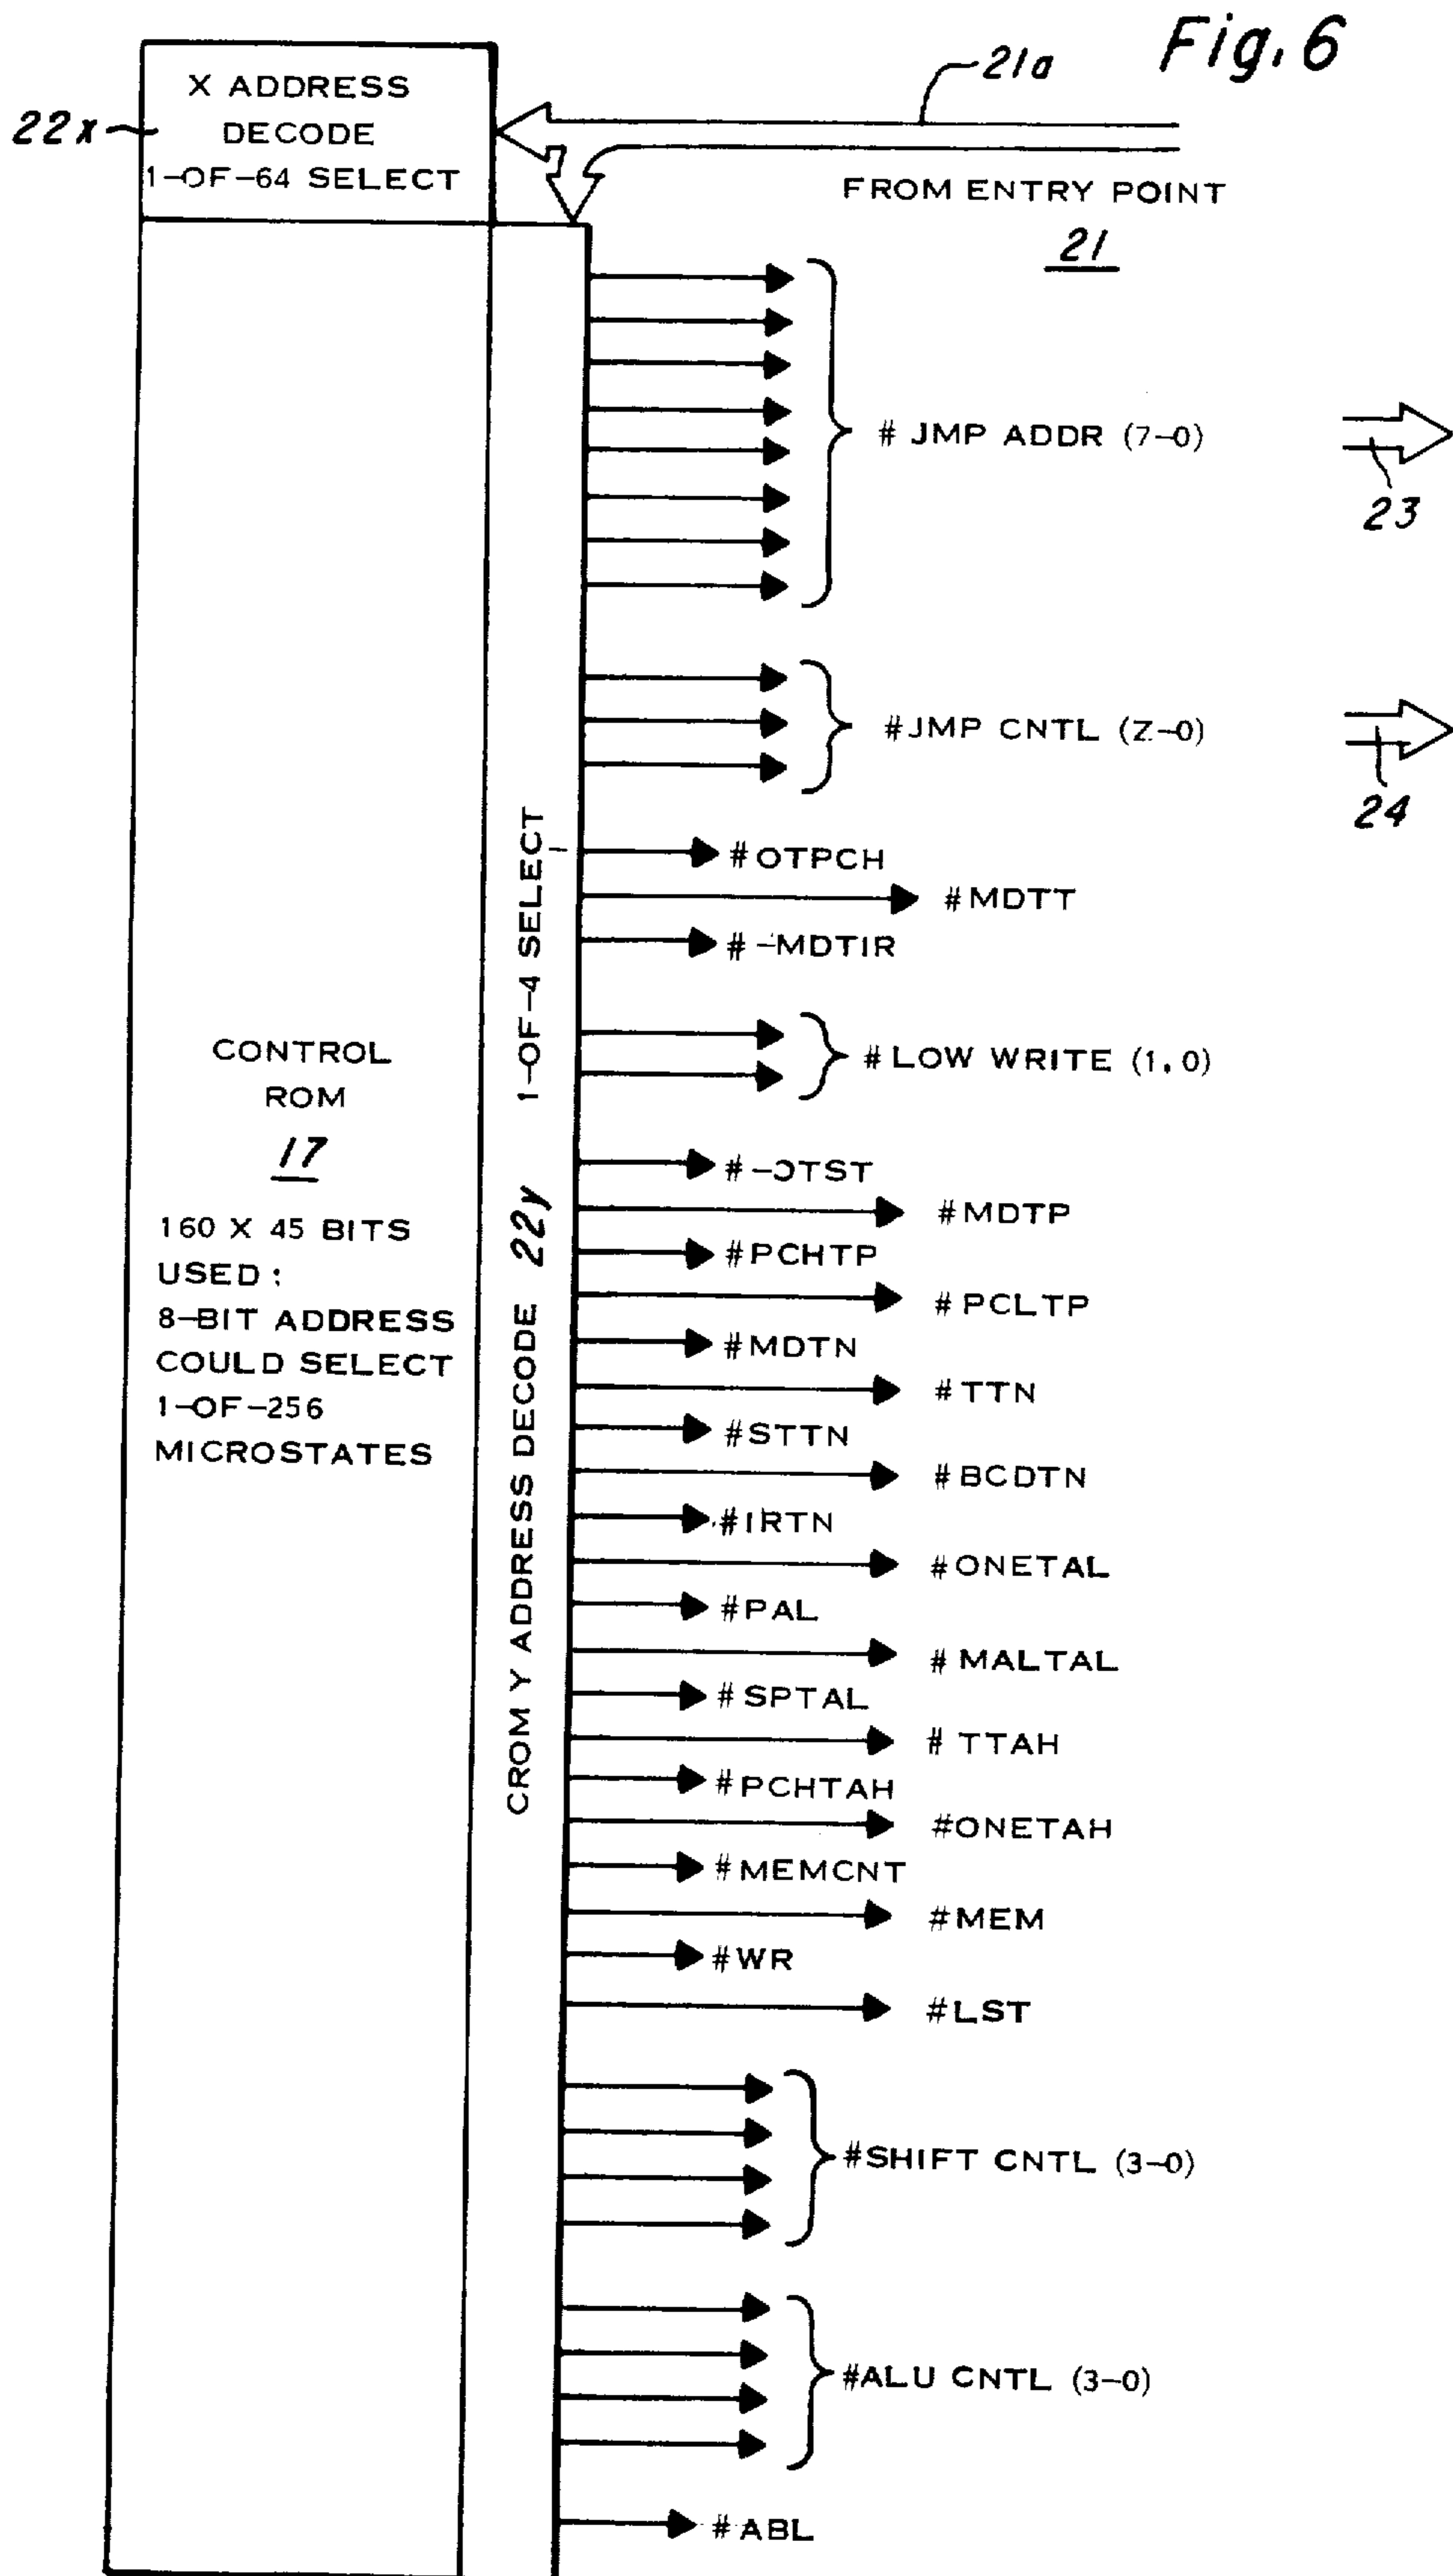 Fig. 6
21a
X ADDRESS
DECODE
1-OF-64 SELECT
22x
FROM ENTRY POINT
21
# JMP ADDR (7-0)
23
#JMP CNTL (Z-0)
24
#OTPCH
#MDTT
#-MDTIR
#LOW WRITE (1,0)
#-OTST
#MDTP
#PCHTP
#PCLTP
#MDTN
#TTN
#STTN
#BCDTN
#IRTN
#ONETAL
#PAL
#MALTAL
#SPTAL
#TTAH
#PCHTAH
#ONETAH
#MEMCNT
#MEM
#WR
#LST
#SHIFT CNTL (3-0)
#ALU CNTL (3-0)
#ABL
CROM Y ADDRESS DECODE 22y 1-OF-4 SELECT
CONTROL
ROM
17
160 X 45 BITS
USED:
8-BIT ADDRESS
COULD SELECT
1-OF-256
MICROSTATES